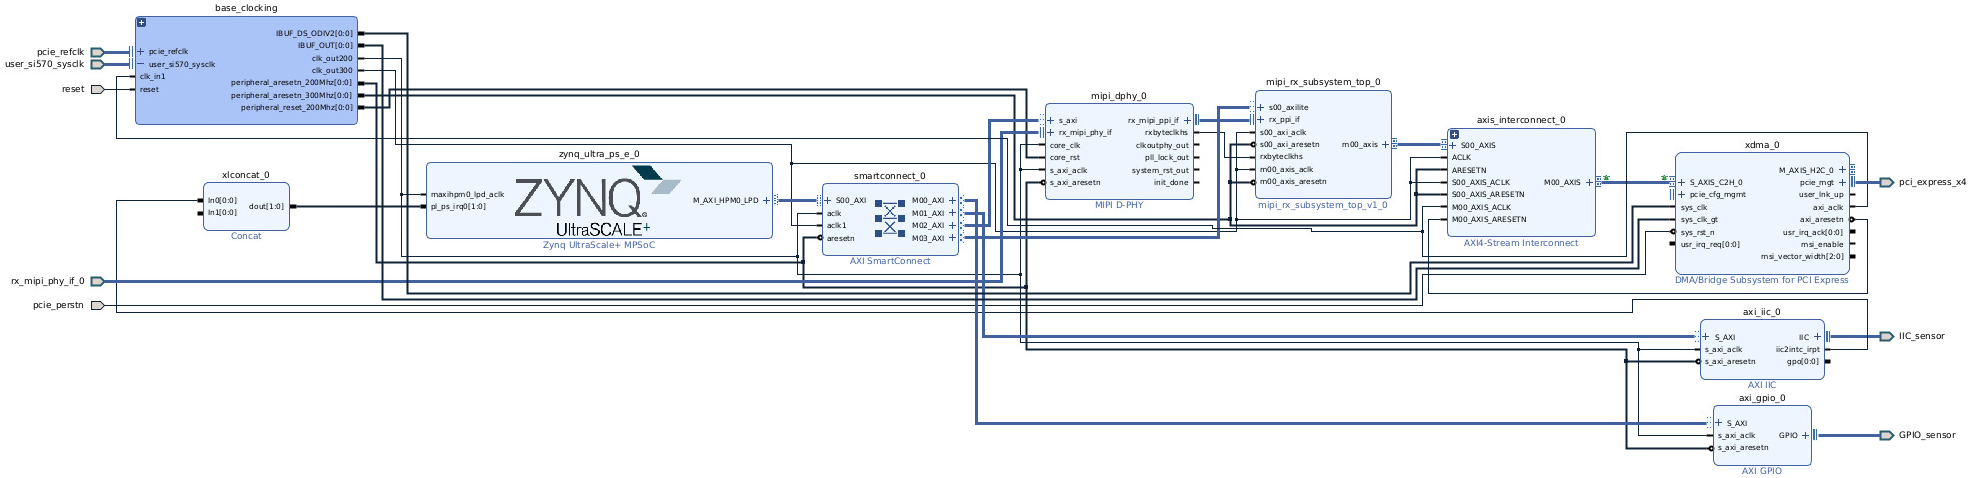 base_clocking
pcie_refclk
user_si570_sysclk
reset
pcie_refclk
user_si570_sysclk
clk_in1
reset
IBUF_DS_ODIV2[0:0]
IBUF_OUT[0:0]
clk_out200
clk_out300
peripheral_aresetn_200Mhz[0:0]
peripheral_aresetn_300Mhz[0:0]
peripheral_reset_200Mhz[0:0]
xlconcat_0
In0[0:0]
In1[0:0]
dout[1:0]
Concat
zynq_ultra_ps_e_0
maxihpm0_lpd_aclk
pl_ps_irq0[1:0]
ZYNQ
UltraSCALE+
M_AXI_HPM0_LPD
Zynq UltraScale+ MPSoC
smartconnect_0
S00_AXI
aclk
aclk1
aresetn
M00_AXI
M01_AXI
M02_AXI
M03_AXI
AXI SmartConnect
mipi_dphy_0
s_axi
rx_mipi_phy_if
core_clk
core_rst
s_axi_aclk
s_axi_aresetn
rx_mipi_ppi_if
rxbyteclkhs
clkoutphy_out
pll_lock_out
system_rst_out
init_done
MIPI D-PHY
mipi_rx_subsystem_top_0
s00_axilite
rx_ppi_if
s00_axi_aclk
s00_axi_aresetn
rxbyteclkhs
m00_axis_aclk
m00_axis_aresetn
m00_axis
mipi_rx_subsystem_top_v1_0
axis_interconnect_0
S00_AXIS
ACLK
ARESETN
S00_AXIS_ACLK
S00_AXIS_ARESETN
M00_AXIS_ACLK
M00_AXIS_ARESETN
M00_AXIS
AXI4-Stream Interconnect
xdma_0
S_AXIS_C2H_0
pcie_cfg_mgmt
sys_clk
sys_clk_gt
sys_rst_n
usr_irq_req[0:0]
M_AXIS_H2C_0
pcie_mgt
user_lnk_up
axi_aclk
axi_aresetn
usr_irq_ack[0:0]
msi_enable
msi_vector_width[2:0]
DMA/Bridge Subsystem for PCI Express
pci_express_x4
rx_mipi_phy_if_0
pcie_perstn
axi_iic_0
S_AXI
s_axi_aclk
s_axi_aresetn
IIC
iic2intc_irpt
gpo[0:0]
AXI IIC
IIC_sensor
axi_gpio_0
S_AXI
s_axi_aclk
s_axi_aresetn
GPIO
AXI GPIO
GPIO_sensor